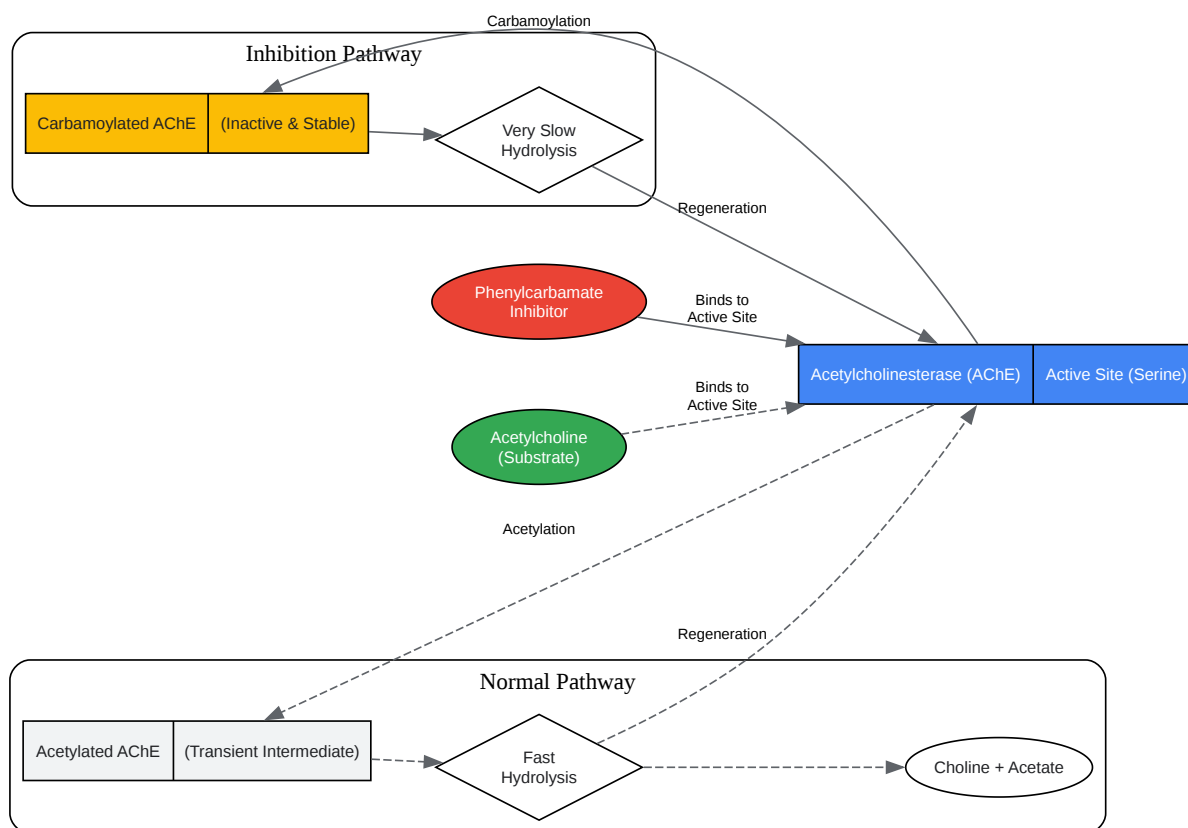 Carbamoylation
Inhibition Pathway
Carbamoylated AChE
(Inactive & Stable)
Very Slow
Hydrolysis
Regeneration
Phenylcarbamate
Inhibitor
Binds to
Active Site
Acetylcholinesterase (AChE)
Active Site (Serine)
Binds to
Active Site
Acetylcholine
(Substrate)
Acetylation
Regeneration
Normal Pathway
Acetylated AChE
(Transient Intermediate)
Fast
Hydrolysis
Choline + Acetate